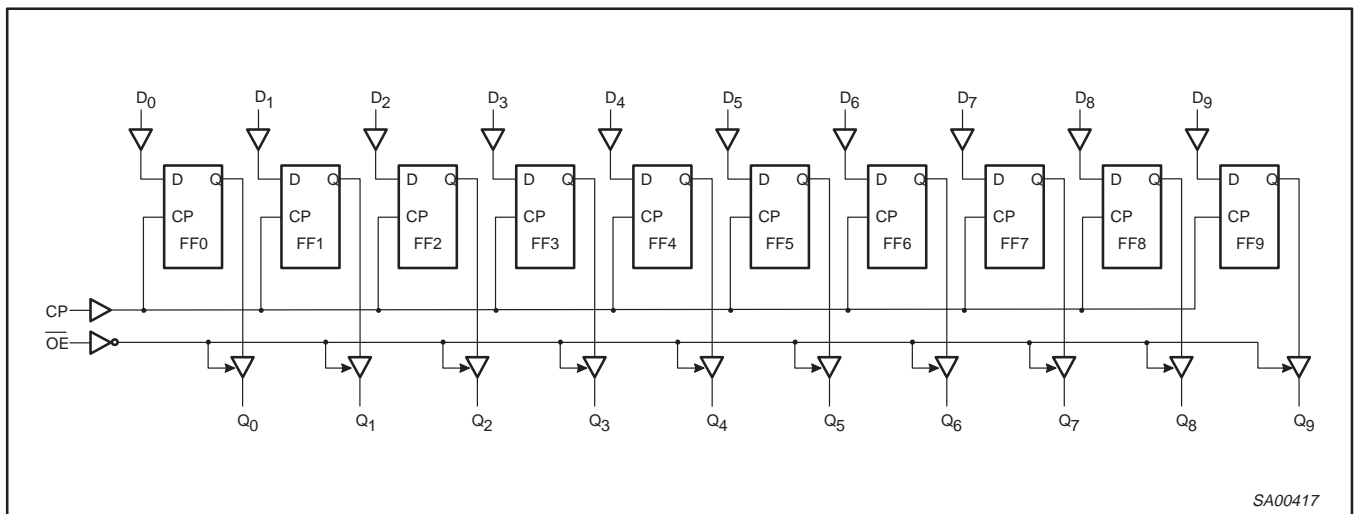 D0 D1 D2 D3 D4 D5 D6 D7 D8 D9
D Q D Q D Q D Q D Q D Q D Q D Q D Q D Q
CP CP CP CP CP CP CP CP CP CP
FF0 FF1 FF2 FF3 FF4 FF5 FF6 FF7 FF8 FF9
CP
O̅E̅
Q0 Q1 Q2 Q3 Q4 Q5 Q6 Q7 Q8 Q9
SA00417